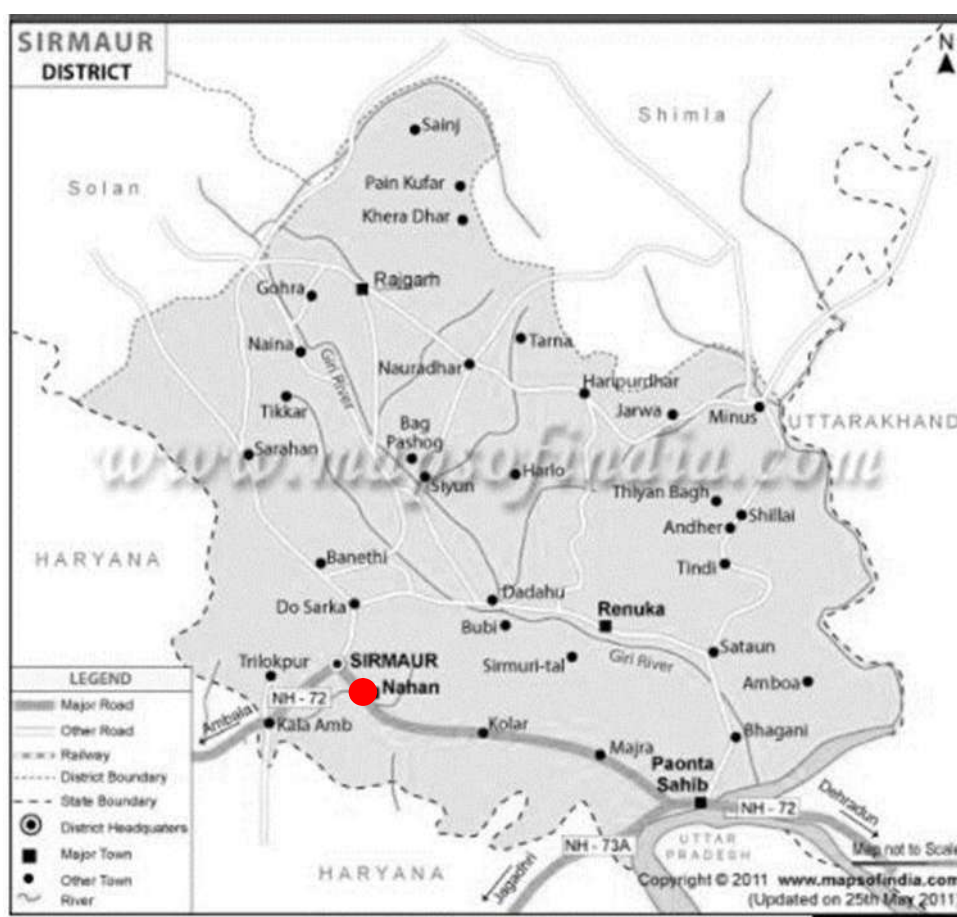 SIRMAUR
DISTRICT
N
Shimla
Solan
Sainj
Pain Kufar
Khera Dhar
Rajgarh
Gohra
Naina
Giri River
Tarna
Nauradhar
Haripurdhar
Tikkar
Jarwa
Minus
UTTARAKHAND
Bag
Pashog
Sarahan
www.mapsofindia.com
Siyun
Harlo
Thiyan Bagh
Shillai
Andher
HARYANA
Banethi
Tindi
Do Sarka
Dadahu
Renuka
Bubi
Sataun
Sirmuri-tal
Giri River
Trilokpur
SIRMAUR
Nahan
Amboa
NH - 72
Ambala
Kala Amb
Kolar
Bhagani
Majra
Paonta
Sahib
NH - 72
Dehradun
NH - 73A
UTTAR
PRADESH
Jagadhri
HARYANA
LEGEND
Major Road
Other Road
Railway
District Boundary
State Boundary
District Headquaters
Major Town
Other Town
River
Map not to Scale
Copyright © 2011 www.mapsofindia.com
(Updated on 25th May 2011)